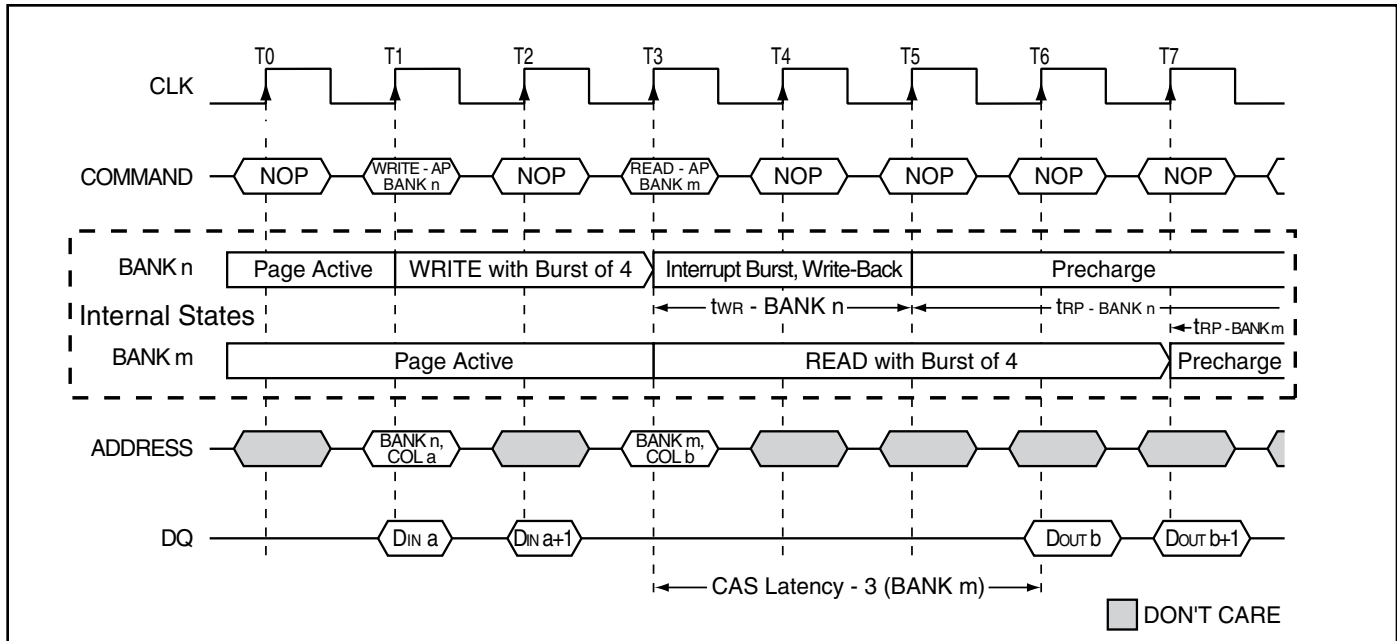 T0 T1 T2 T3 T4 T5 T6 T7
CLK
COMMAND NOP WRITE - AP BANK n NOP READ - AP BANK m NOP NOP NOP NOP
BANK n Page Active WRITE with Burst of 4 Interrupt Burst, Write-Back Precharge
Internal States tWR - BANK n tRP - BANK n
tRP - BANK m
BANK m Page Active READ with Burst of 4 Precharge
ADDRESS BANK n, COL a BANK m, COL b
DQ DIN a DIN a+1 DOUT b DOUT b+1
CAS Latency - 3 (BANK m)
DON'T CARE